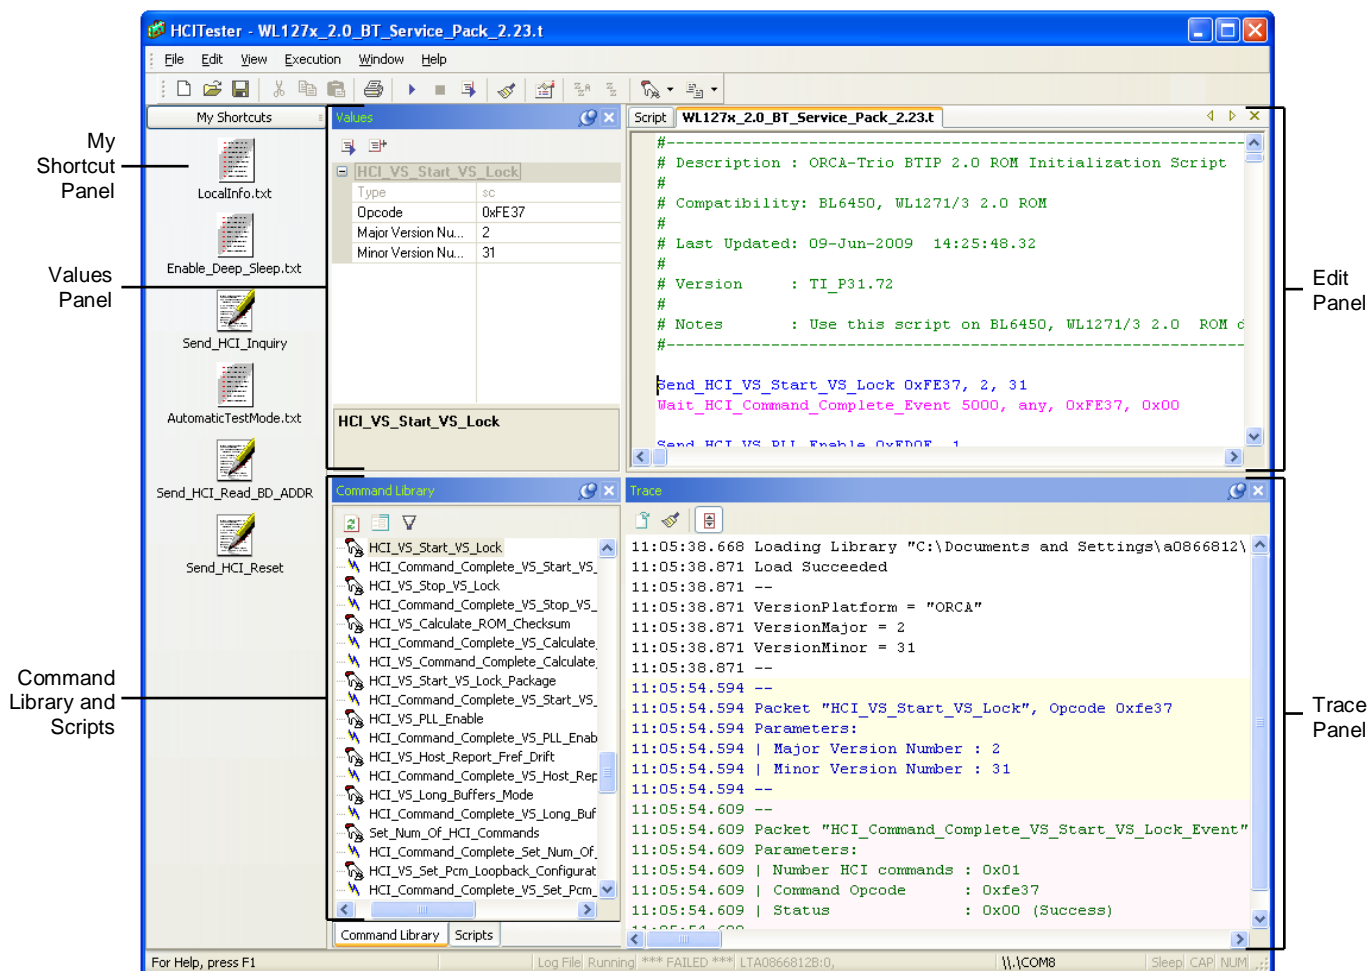 HCITester - WL127x_2.0_BT_Service_Pack_2.23.t
File Edit View Execution Window Help
My Shortcuts
LocalInfo.txt
Enable_Deep_Sleep.txt
Send_HCI_Inquiry
AutomaticTestMode.txt
Send_HCI_Read_BD_ADDR
Send_HCI_Reset
My
Shortcut
Panel
Values
Panel
Command
Library and
Scripts
Values
HCI_VS_Start_VS_Lock
Type sc
Opcode 0xFE37
Major Version Nu... 2
Minor Version Nu... 31
HCI_VS_Start_VS_Lock
Script WL127x_2.0_BT_Service_Pack_2.23.t
#----------------------------------------------------------------
# Description : ORCA-Trio BTIP 2.0 ROM Initialization Script
#
# Compatibility: BL6450, WL1271/3 2.0 ROM
#
# Last Updated: 09-Jun-2009 14:25:48.32
#
# Version : TI_P31.72
#
# Notes : Use this script on BL6450, WL1271/3 2.0 ROM d
#----------------------------------------------------------------
Send_HCI_VS_Start_VS_Lock 0xFE37, 2, 31
Wait_HCI_Command_Complete_Event 5000, any, 0xFE37, 0x00
Send_HCI_VS_PLL_Enable 0xFD0E, 1
Edit
Panel
Command Library
HCI_VS_Start_VS_Lock
HCI_Command_Complete_VS_Start_VS_
HCI_VS_Stop_VS_Lock
HCI_Command_Complete_VS_Stop_VS_
HCI_VS_Calculate_ROM_Checksum
HCI_Command_Complete_VS_Calculate_
HCI_VS_Command_Complete_Calculate_
HCI_VS_Start_VS_Lock_Package
HCI_Command_Complete_VS_Start_VS_
HCI_VS_PLL_Enable
HCI_Command_Complete_VS_PLL_Enab
HCI_VS_Host_Report_Fref_Drift
HCI_Command_Complete_VS_Host_Rep
HCI_VS_Long_Buffers_Mode
HCI_Command_Complete_VS_Long_Buf
Set_Num_Of_HCI_Commands
HCI_Command_Complete_Set_Num_Of_
HCI_VS_Set_Pcm_Loopback_Configurat
HCI_Command_Complete_VS_Set_Pcm_
Command Library Scripts
Trace
11:05:38.668 Loading Library "C:\Documents and Settings\a0866812\
11:05:38.871 Load Succeeded
11:05:38.871 --
11:05:38.871 VersionPlatform = "ORCA"
11:05:38.871 VersionMajor = 2
11:05:38.871 VersionMinor = 31
11:05:38.871 --
11:05:54.594 --
11:05:54.594 Packet "HCI_VS_Start_VS_Lock", Opcode 0xfe37
11:05:54.594 Parameters:
11:05:54.594 | Major Version Number : 2
11:05:54.594 | Minor Version Number : 31
11:05:54.594 --
11:05:54.609 --
11:05:54.609 Packet "HCI_Command_Complete_VS_Start_VS_Lock_Event"
11:05:54.609 Parameters:
11:05:54.609 | Number HCI commands : 0x01
11:05:54.609 | Command Opcode : 0xfe37
11:05:54.609 | Status : 0x00 (Success)
Trace
Panel
For Help, press F1
Log File Running *** FAILED *** LTA0866812B:0,
\\.\COM8
Sleep CAP NUM